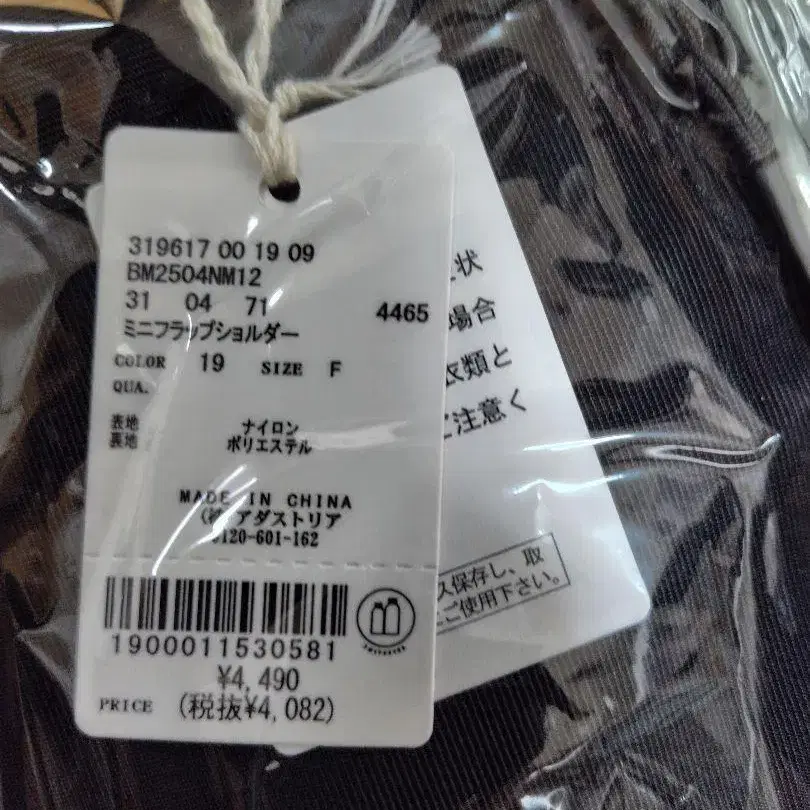 319617 00 19 09
BM2504NM12
31 04 71 4465
ミニフラップショルダー
COLOR 19 SIZE F
QUA.
表地 ナイロン
裏地 ポリエステル
MADE IN CHINA
(株)アダストリア
0120-601-162
1900011530581
¥4,490
PRICE (税抜¥4,082)
状
場合
衣類と
ご注意く
ス保存し、取
ご使用下さい。